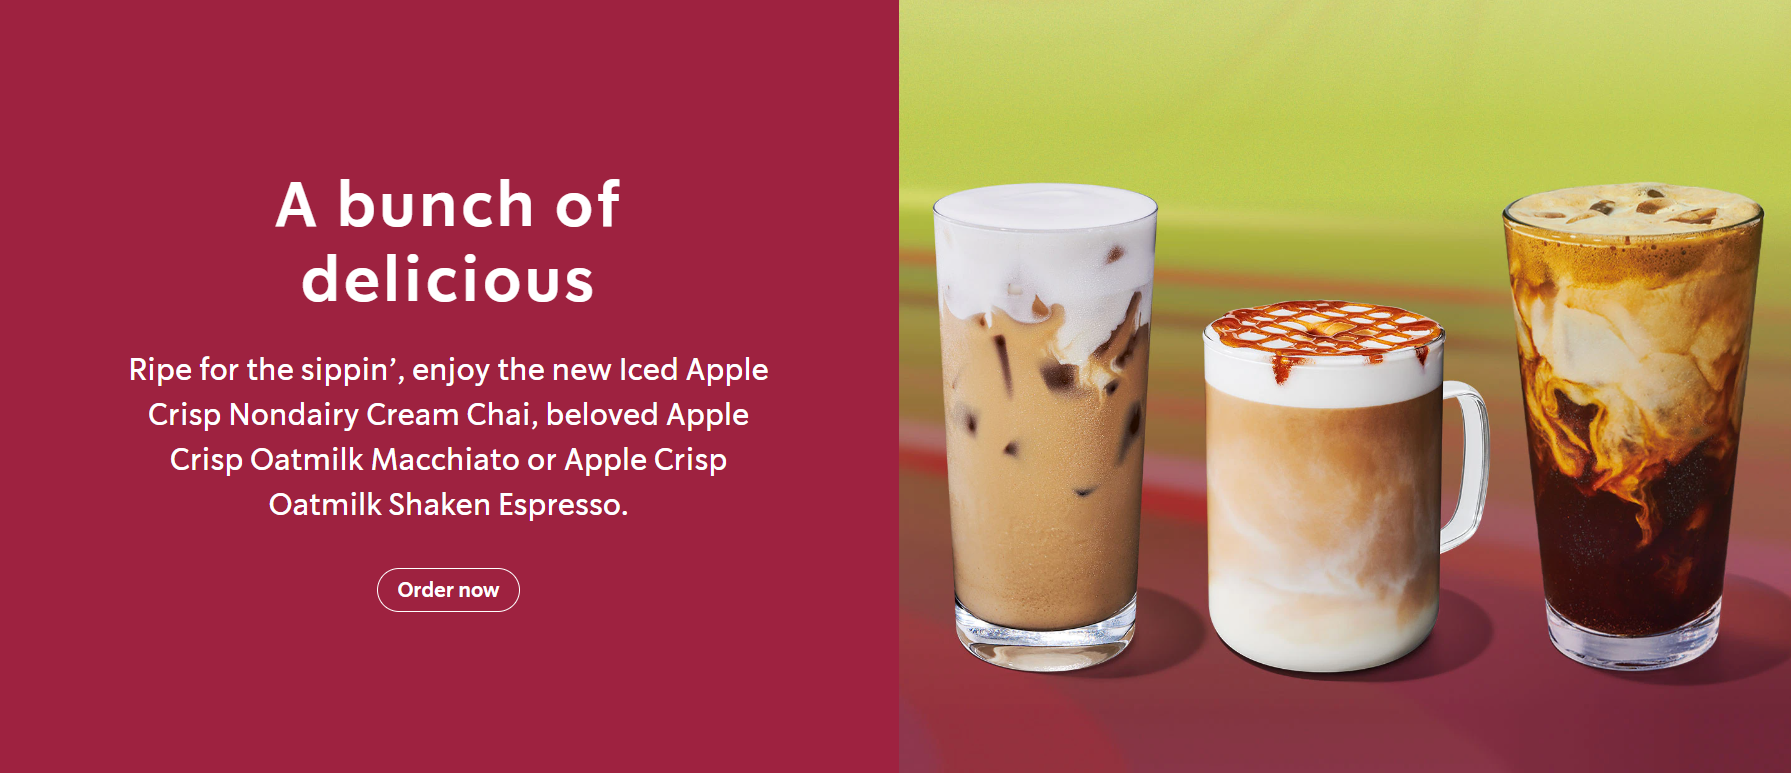 A bunch of
delicious
Ripe for the sippin’, enjoy the new Iced Apple
Crisp Nondairy Cream Chai, beloved Apple
Crisp Oatmilk Macchiato or Apple Crisp
Oatmilk Shaken Espresso.
Order now